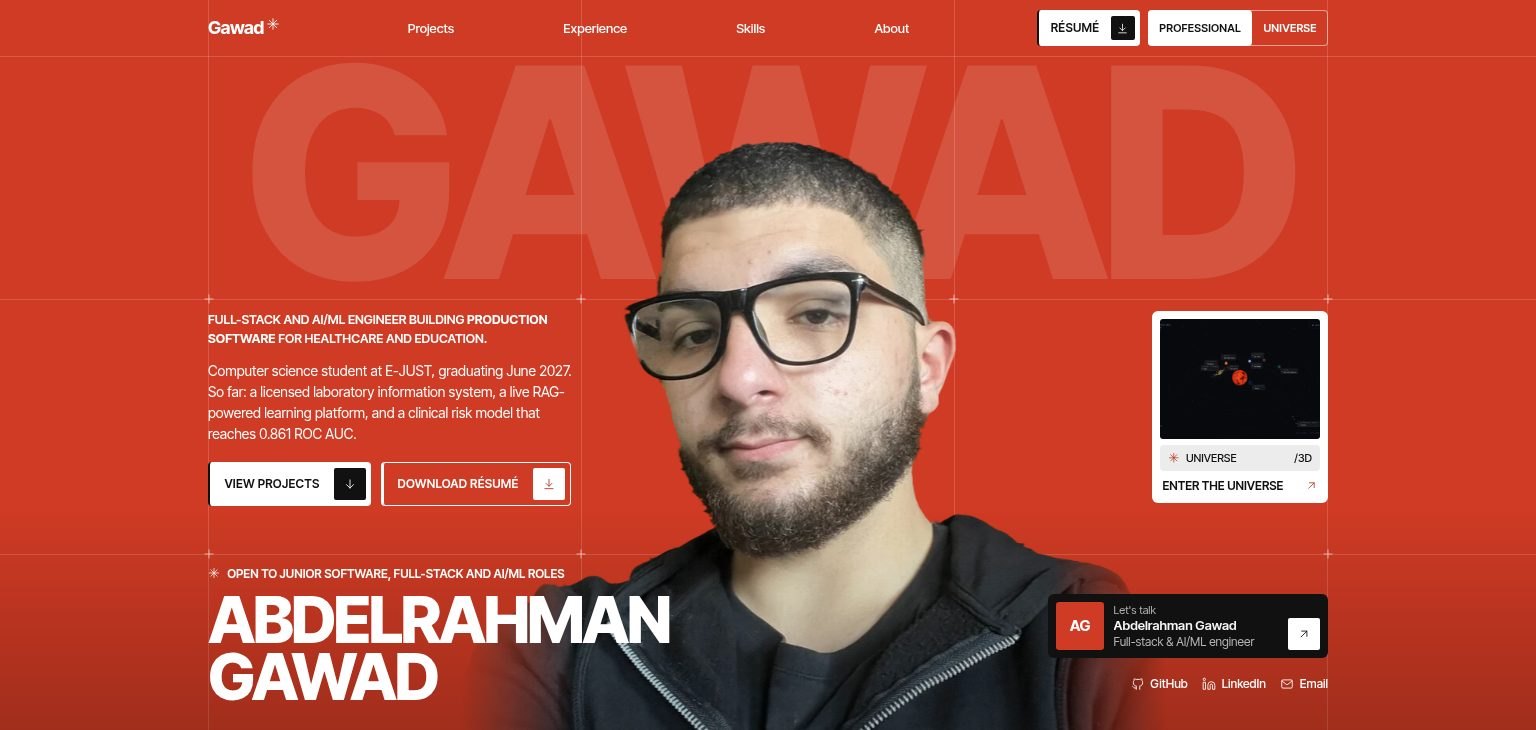 Gawad
Projects
Experience
Skills
About
RÉSUMÉ
PROFESSIONAL
UNIVERSE
GAWAD
FULL-STACK AND AI/ML ENGINEER BUILDING PRODUCTION
SOFTWARE FOR HEALTHCARE AND EDUCATION.
Computer science student at E-JUST, graduating June 2027.
So far: a licensed laboratory information system, a live RAG-
powered learning platform, and a clinical risk model that
reaches 0.861 ROC AUC.
VIEW PROJECTS
DOWNLOAD RÉSUMÉ
UNIVERSE /3D
ENTER THE UNIVERSE
OPEN TO JUNIOR SOFTWARE, FULL-STACK AND AI/ML ROLES
ABDELRAHMAN
GAWAD
AG
Let's talk
Abdelrahman Gawad
Full-stack & AI/ML engineer
GitHub
LinkedIn
Email